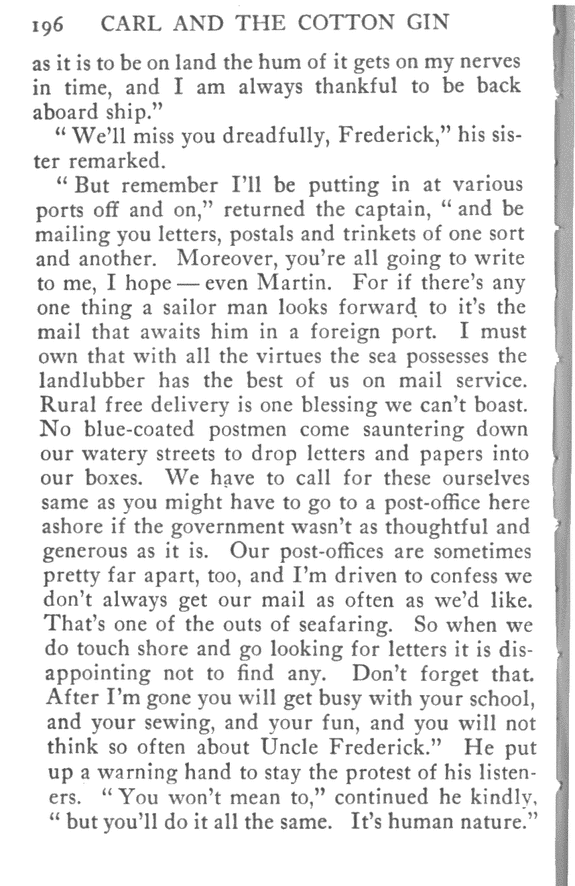 196 CARL AND THE COTTON GIN
as it is to be on land the hum of it gets on my nerves
in time, and I am always thankful to be back
aboard ship.”
“ We'll miss you dreadfully, Frederick,” his sis-
ter remarked.
“ But remember I'll be putting in at various
ports off and on,” returned the captain, “ and be
mailing you letters, postals and trinkets of one sort
and another. Moreover, you're all going to write
to me, I hope — even Martin. For if there's any
one thing a sailor man looks forward to it's the
mail that awaits him in a foreign port. I must
own that with all the virtues the sea possesses the
landlubber has the best of us on mail service.
Rural free delivery is one blessing we can't boast.
No blue-coated postmen come sauntering down
our watery streets to drop letters and papers into
our boxes. We have to call for these ourselves
same as you might have to go to a post-office here
ashore if the government wasn't as thoughtful and
generous as it is. Our post-offices are sometimes
pretty far apart, too, and I'm driven to confess we
don't always get our mail as often as we'd like.
That's one of the outs of seafaring. So when we
do touch shore and go looking for letters it is dis-
appointing not to find any. Don't forget that.
After I'm gone you will get busy with your school,
and your sewing, and your fun, and you will not
think so often about Uncle Frederick.” He put
up a warning hand to stay the protest of his listen-
ers. “ You won't mean to,” continued he kindly,
“ but you'll do it all the same. It's human nature.”